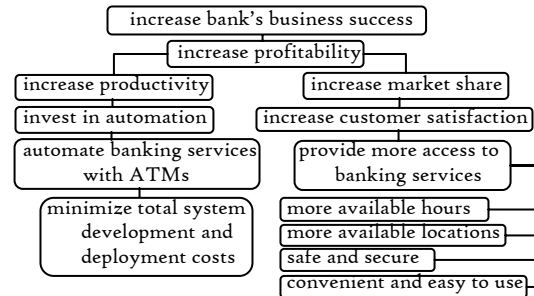 increase bank's business success
increase profitability
increase productivity
increase market share
invest in automation
increase customer satisfaction
automate banking services
with ATMs
provide more access to
banking services
minimize total system
development and
deployment costs
more available hours
more available locations
safe and secure
convenient and easy to use